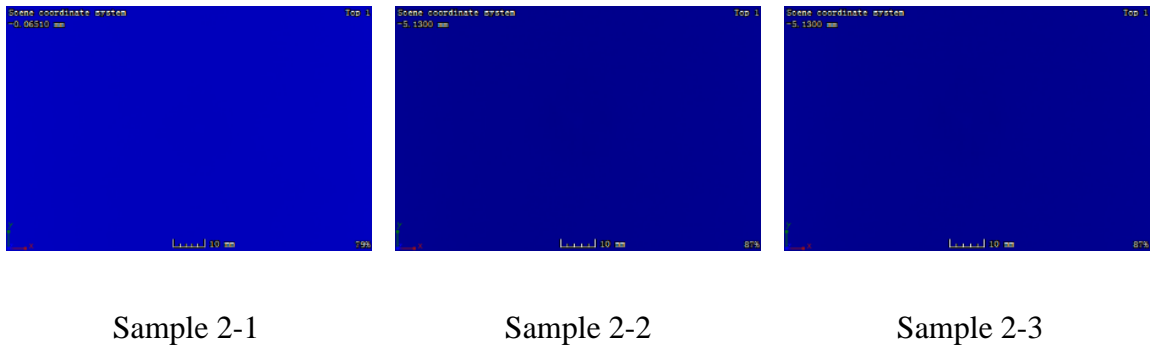 Scene coordinate system Top 1
-0.06510 mm
10 mm 79%
Scene coordinate system Top 1
-5.1300 mm
10 mm 87%
Scene coordinate system Top 1
-5.1300 mm
10 mm 87%
Sample 2-1 Sample 2-2 Sample 2-3